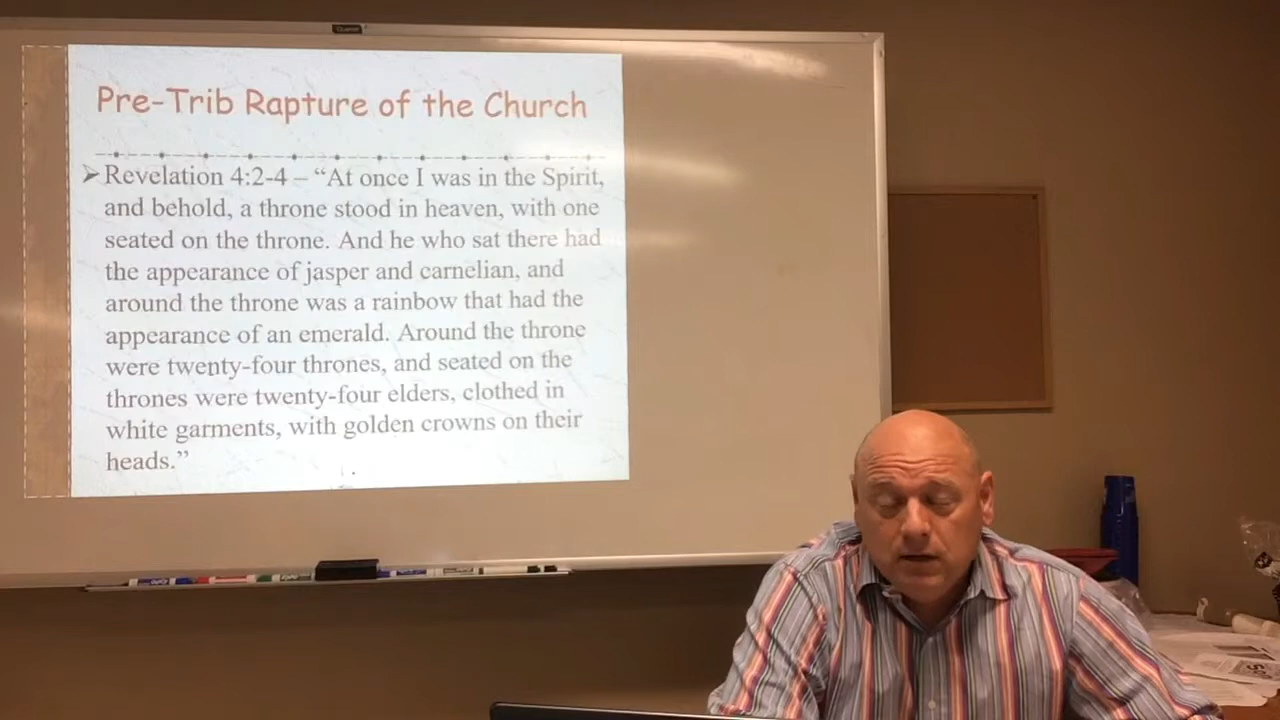 Quartet
Pre-Trib Rapture of the Church
➢ Revelation 4:2-4 – “At once I was in the Spirit,
and behold, a throne stood in heaven, with one
seated on the throne. And he who sat there had
the appearance of jasper and carnelian, and
around the throne was a rainbow that had the
appearance of an emerald. Around the throne
were twenty-four thrones, and seated on the
thrones were twenty-four elders, clothed in
white garments, with golden crowns on their
heads.”